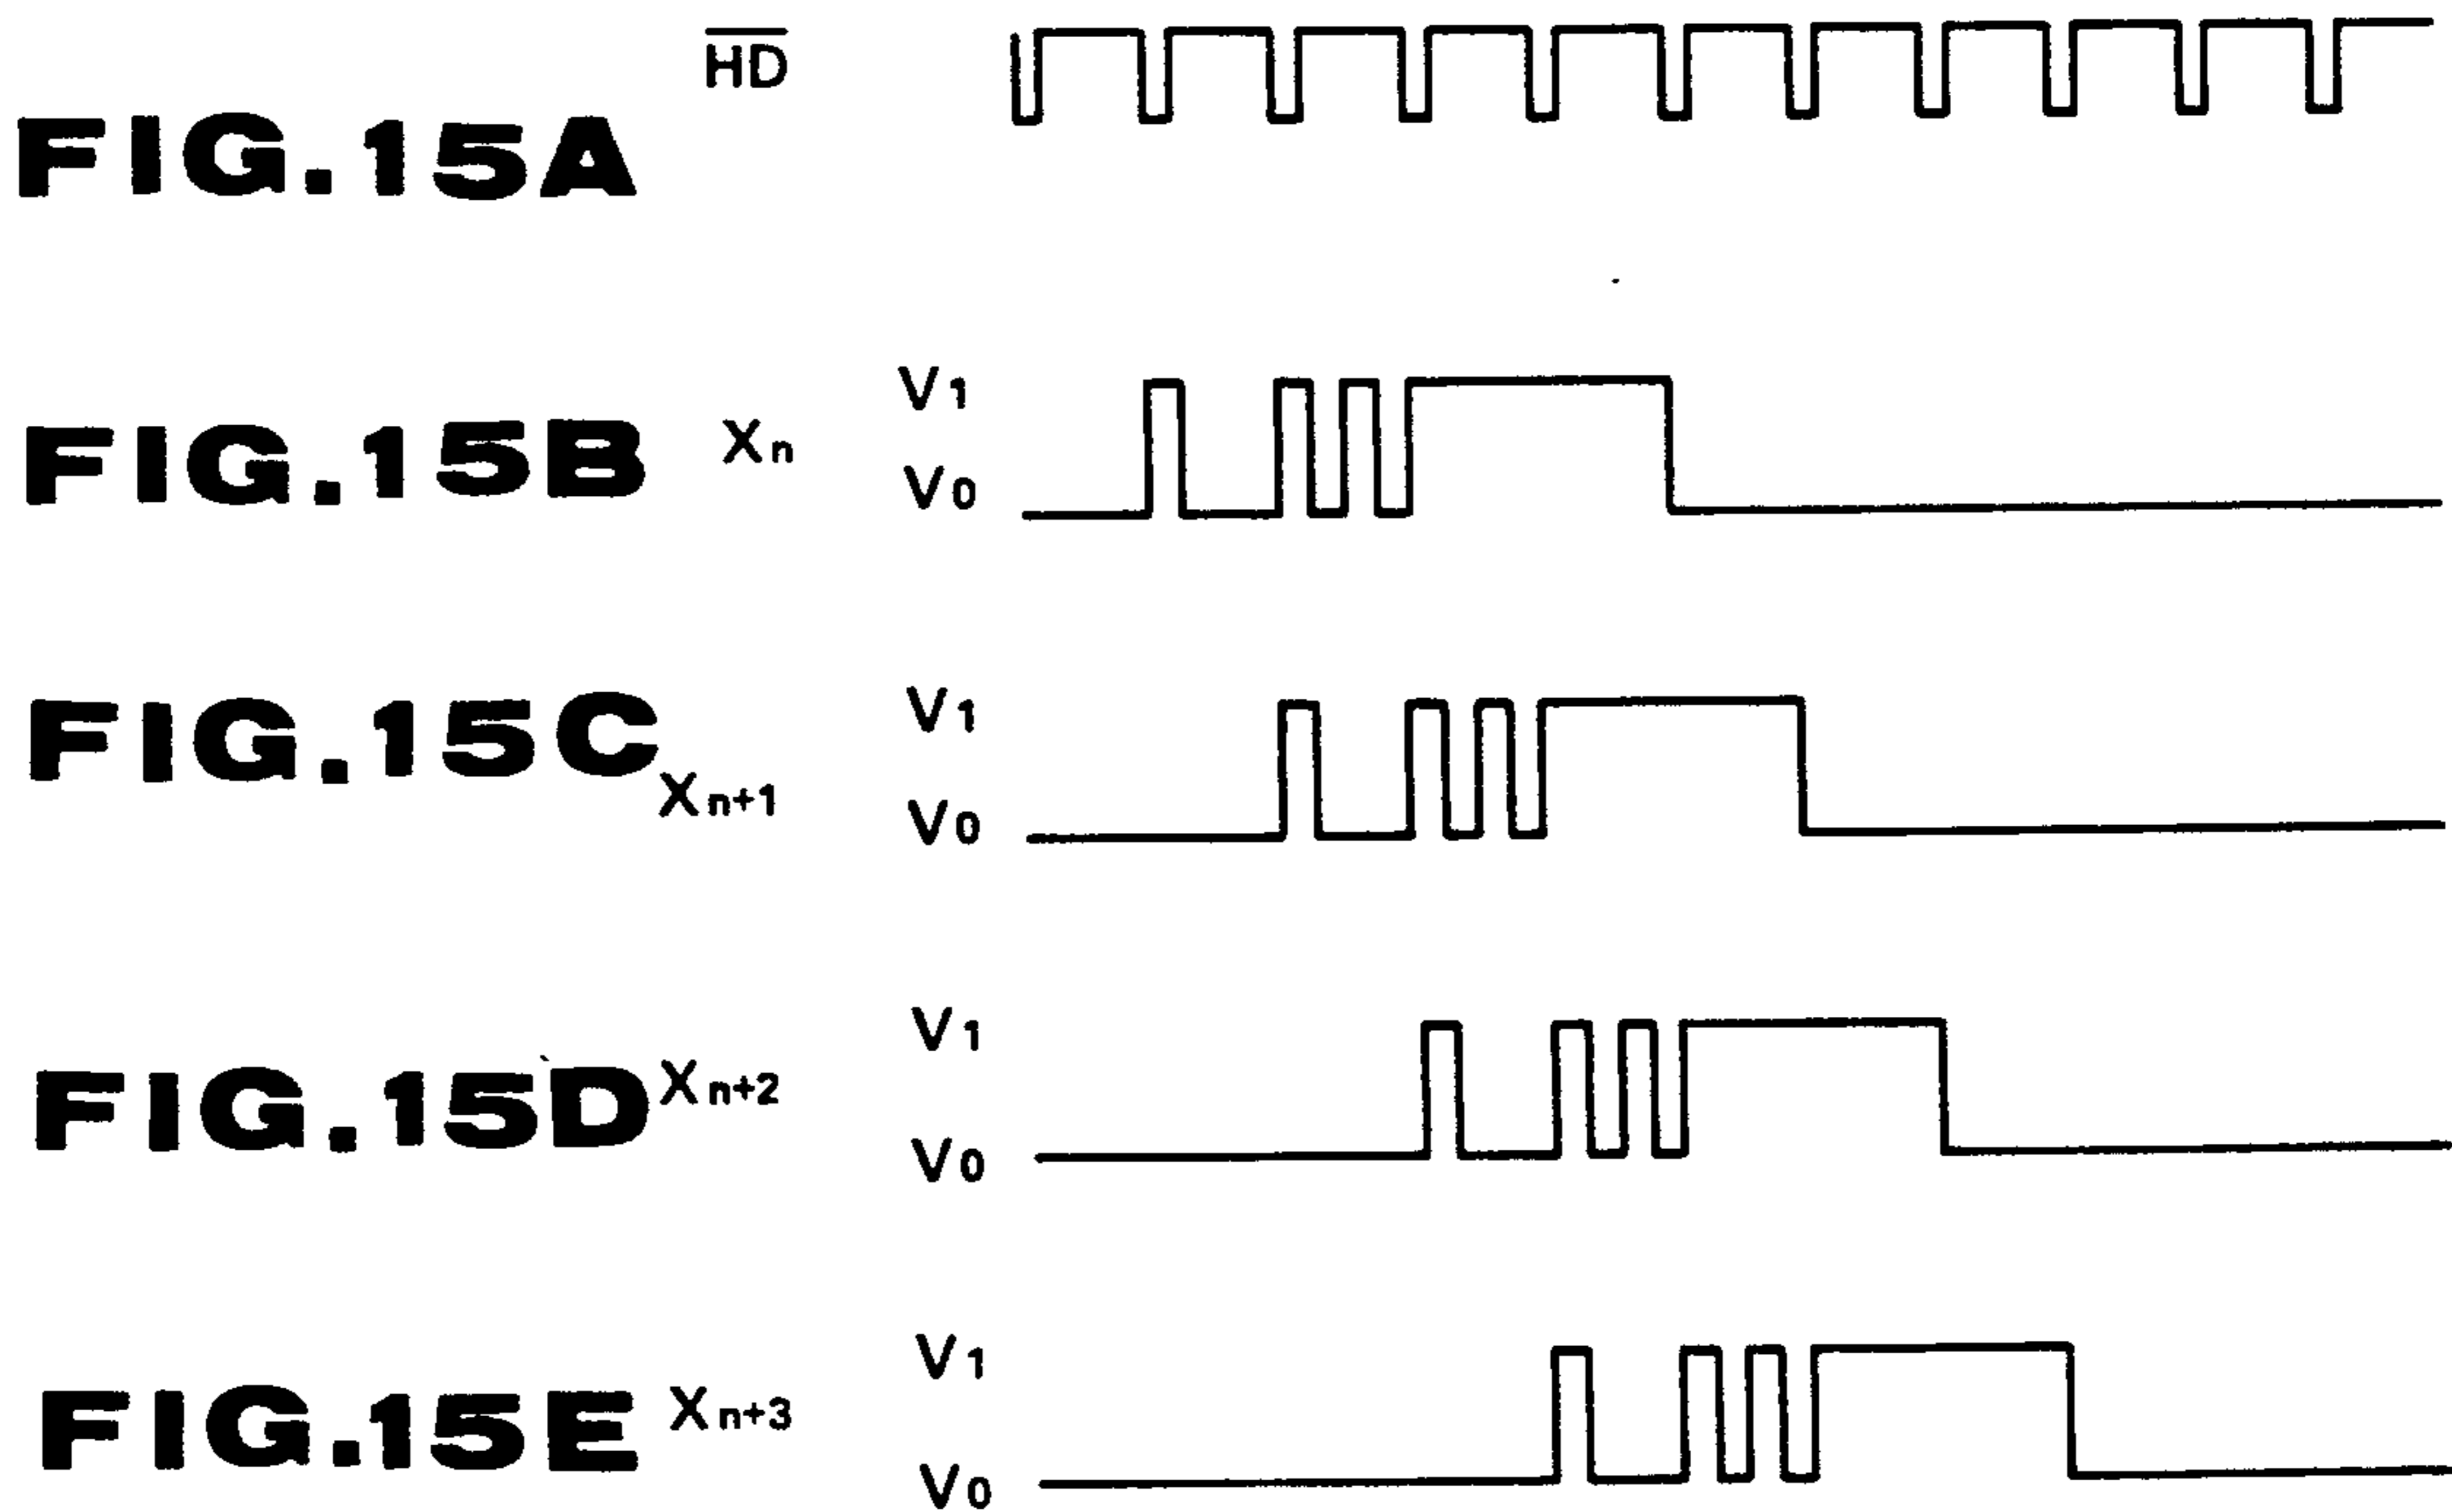 H̅D̅
FIG.15A
V1
FIG.15B Xn
V0
V1
FIG.15C
Xn+1
V0
V1
FIG.15D Xn+2
V0
V1
FIG.15E Xn+3
V0